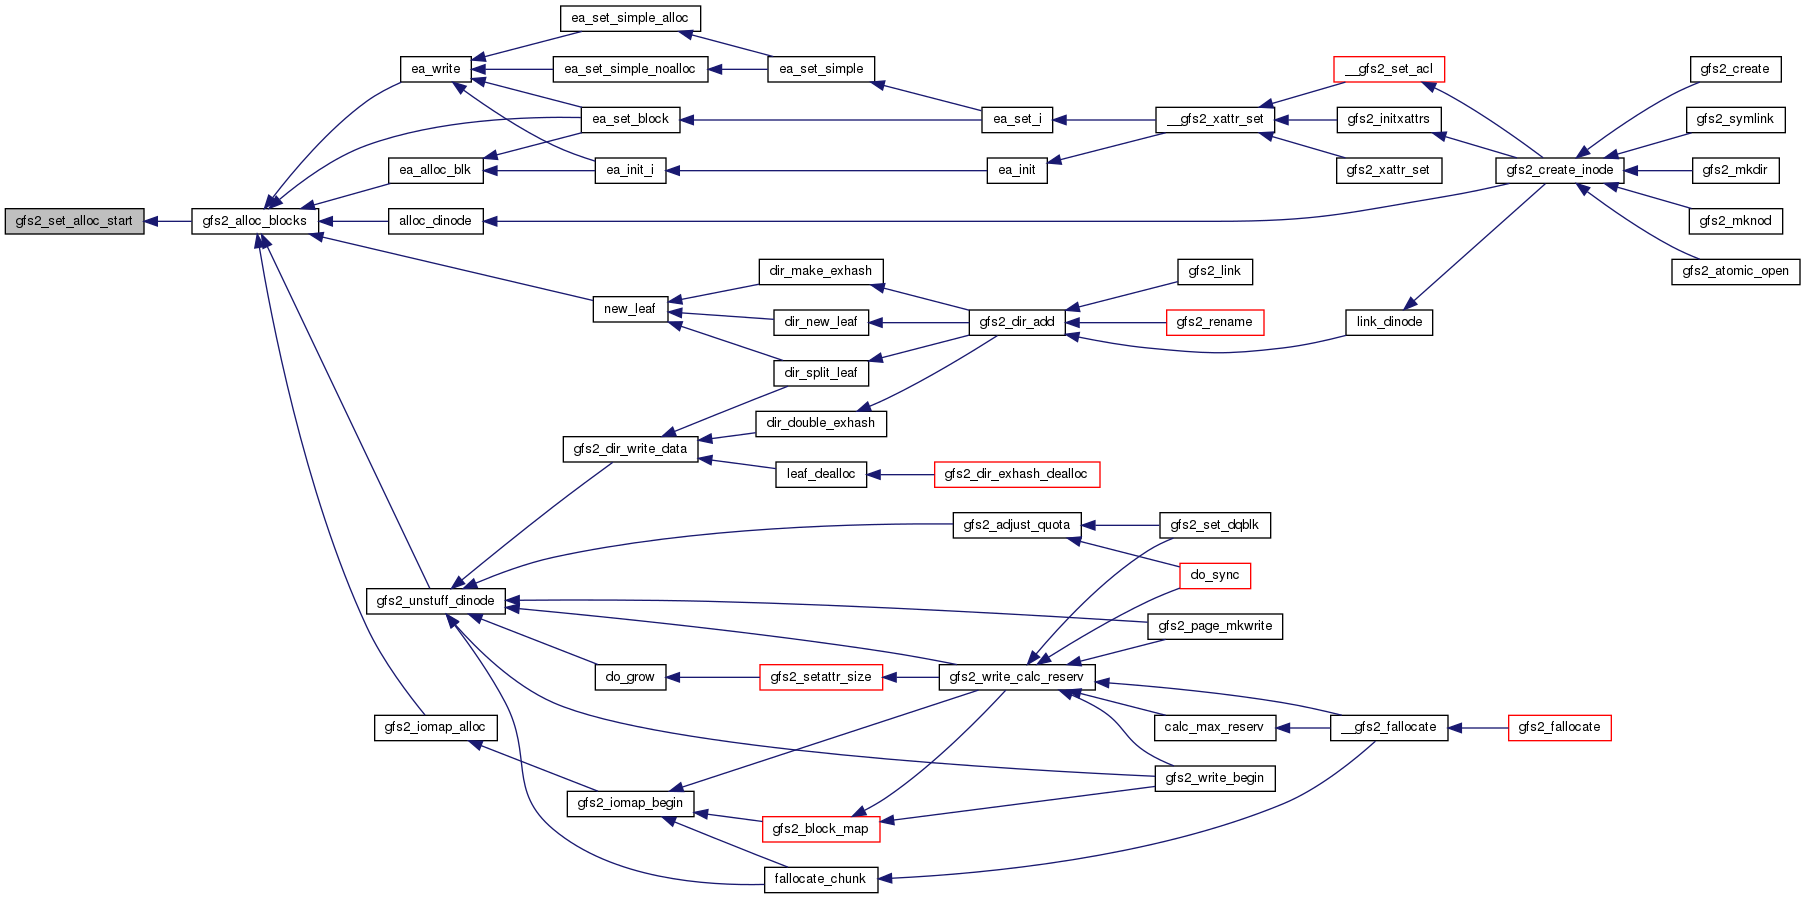 ea_set_simple_alloc
ea_write
ea_set_simple_noalloc
ea_set_simple
__gfs2_set_acl
gfs2_create
ea_set_block
ea_set_i
__gfs2_xattr_set
gfs2_initxattrs
gfs2_symlink
ea_alloc_blk
ea_init_i
ea_init
gfs2_xattr_set
gfs2_create_inode
gfs2_mkdir
gfs2_set_alloc_start
gfs2_alloc_blocks
alloc_dinode
gfs2_mknod
dir_make_exhash
gfs2_link
gfs2_atomic_open
new_leaf
dir_new_leaf
gfs2_dir_add
gfs2_rename
link_dinode
dir_split_leaf
dir_double_exhash
gfs2_dir_write_data
leaf_dealloc
gfs2_dir_exhash_dealloc
gfs2_adjust_quota
gfs2_set_dqblk
do_sync
gfs2_unstuff_dinode
gfs2_page_mkwrite
do_grow
gfs2_setattr_size
gfs2_write_calc_reserv
gfs2_iomap_alloc
calc_max_reserv
__gfs2_fallocate
gfs2_fallocate
gfs2_write_begin
gfs2_iomap_begin
gfs2_block_map
fallocate_chunk